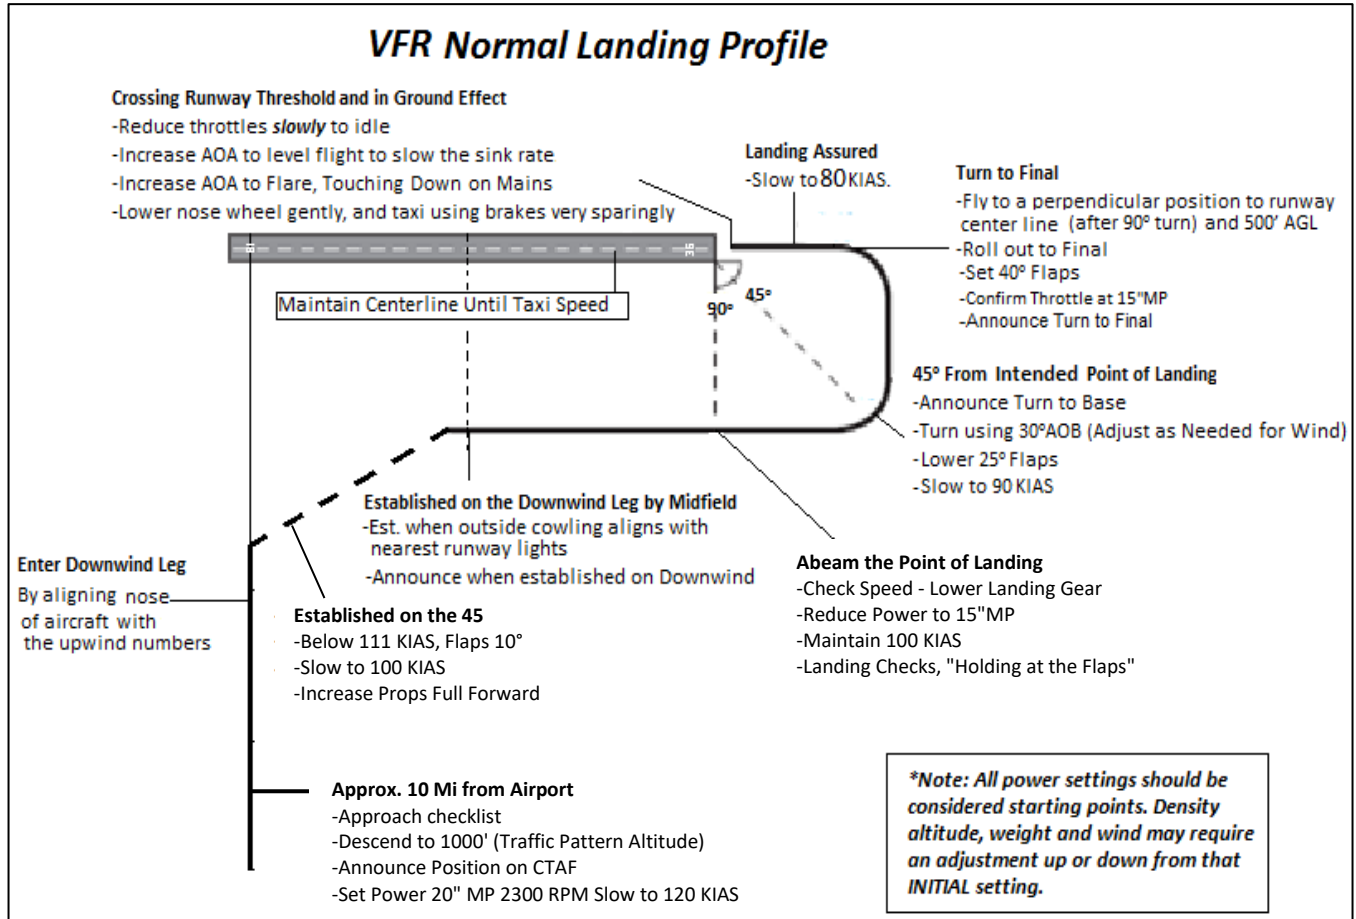 VFR Normal Landing Profile
Crossing Runway Threshold and in Ground Effect
-Reduce throttles slowly to idle
-Increase AOA to level flight to slow the sink rate
-Increase AOA to Flare, Touching Down on Mains
-Lower nose wheel gently, and taxi using brakes very sparingly
Landing Assured
-Slow to 80 KIAS.
Turn to Final
-Fly to a perpendicular position to runway
center line (after 90º turn) and 500' AGL
-Roll out to Final
-Set 40º Flaps
-Confirm Throttle at 15"MP
-Announce Turn to Final
18
36
Maintain Centerline Until Taxi Speed
90º
45º
45º From Intended Point of Landing
-Announce Turn to Base
-Turn using 30ºAOB (Adjust as Needed for Wind)
-Lower 25º Flaps
-Slow to 90 KIAS
Established on the Downwind Leg by Midfield
-Est. when outside cowling aligns with
nearest runway lights
-Announce when established on Downwind
Enter Downwind Leg
By aligning nose
of aircraft with
the upwind numbers
Established on the 45
-Below 111 KIAS, Flaps 10°
-Slow to 100 KIAS
-Increase Props Full Forward
Abeam the Point of Landing
-Check Speed - Lower Landing Gear
-Reduce Power to 15"MP
-Maintain 100 KIAS
-Landing Checks, "Holding at the Flaps"
Approx. 10 Mi from Airport
-Approach checklist
-Descend to 1000' (Traffic Pattern Altitude)
-Announce Position on CTAF
-Set Power 20" MP 2300 RPM Slow to 120 KIAS
*Note: All power settings should be
considered starting points. Density
altitude, weight and wind may require
an adjustment up or down from that
INITIAL setting.